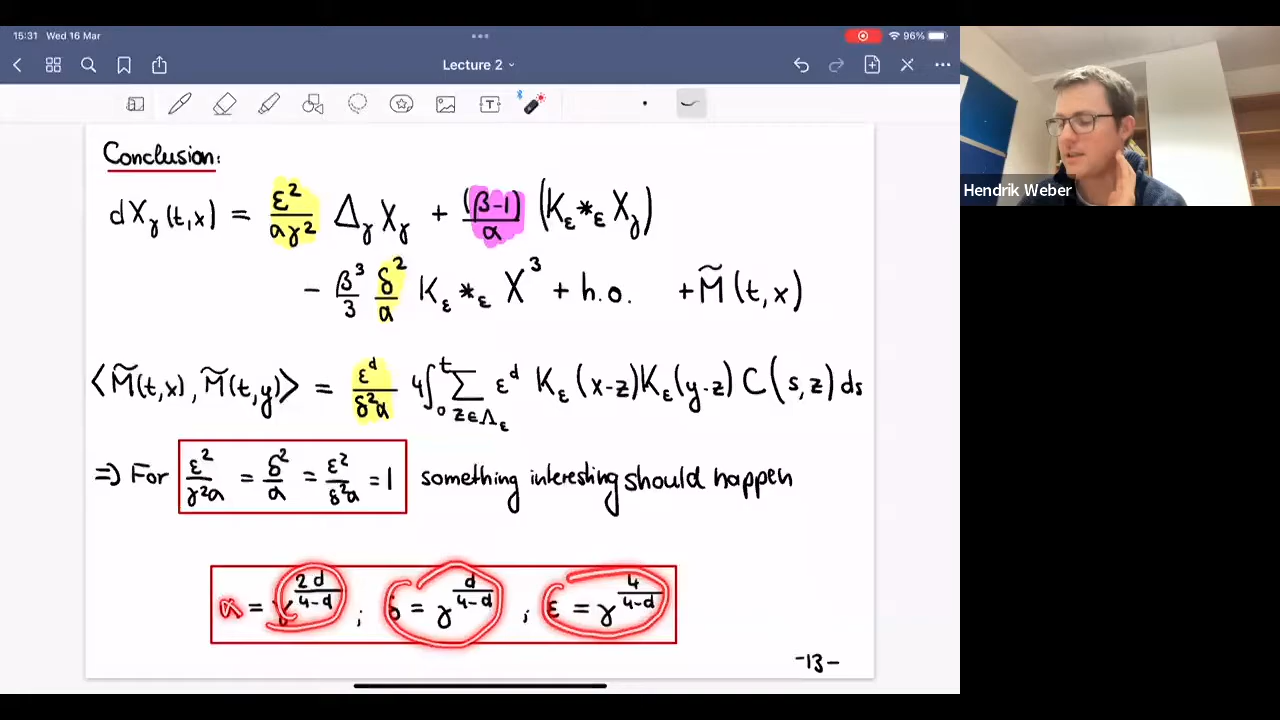 15:31 Wed 16 Mar
96%
Lecture 2
T
Hendrik Weber
Conclusion:
dX_γ(t,x) = ε²/(aγ²) Δ_γ X_γ + (β-1)/α (K_ε *_ε X_γ)
- β³/3 δ²/α K_ε *_ε X³ + h.o. + M̃(t,x)
⟨M̃(t,x), M̃(t,y)⟩ = ε^d/(δ²α) 4∫₀^t Σ_{z∈Λ_ε} ε^d K_ε(x-z)K_ε(y-z) C(s,z) ds
⇒ For ε²/(γ²α) = δ²/α = ε²/(δ²α) = 1 something interesting should happen
α = γ^{2d/(4-d)} ; δ = γ^{d/(4-d)} ; ε = γ^{4/(4-d)}
-13-